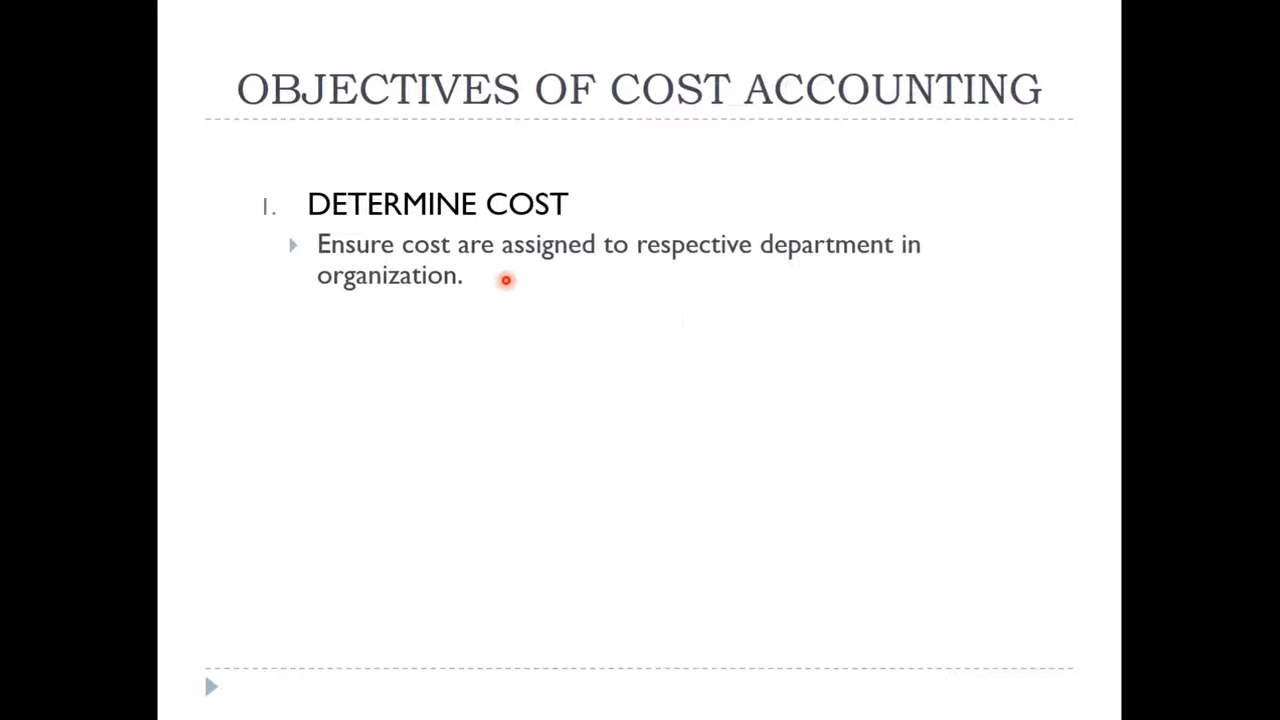 OBJECTIVES OF COST ACCOUNTING
1. DETERMINE COST
Ensure cost are assigned to respective department in
organization.